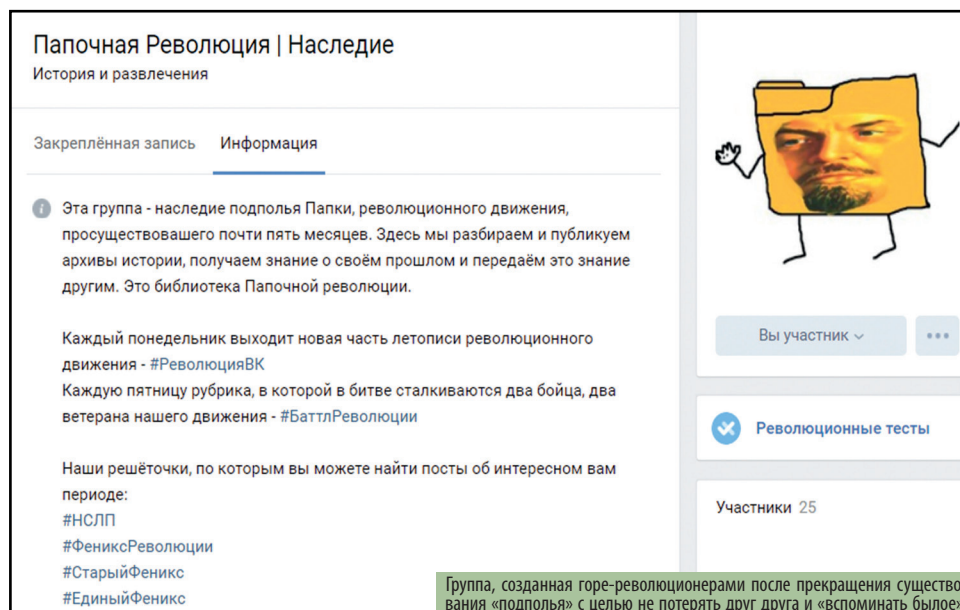 Папочная Революция | Наследие
История и развлечения
Закреплённая запись Информация
Эта группа - наследие подполья Папки, революционного движения,
просуществовашего почти пять месяцев. Здесь мы разбираем и публикуем
архивы истории, получаем знание о своём прошлом и передаём это знание
другим. Это библиотека Папочной революции.
Каждый понедельник выходит новая часть летописи революционного
движения - #РеволюцияВК
Каждую пятницу рубрика, в которой в битве сталкиваются два бойца, два
ветерана нашего движения - #БаттлРеволюции
Наши решёточки, по которым вы можете найти посты об интересном вам
периоде:
#НСЛП
#ФениксРеволюции
#СтарыйФеникс
#ЕдиныйФеникс
Вы участник
Революционные тесты
Участники 25
Группа, созданная горе-революционерами после прекращения существо
вания «подполья» с целью не потерять друг друга и «вспоминать былое»